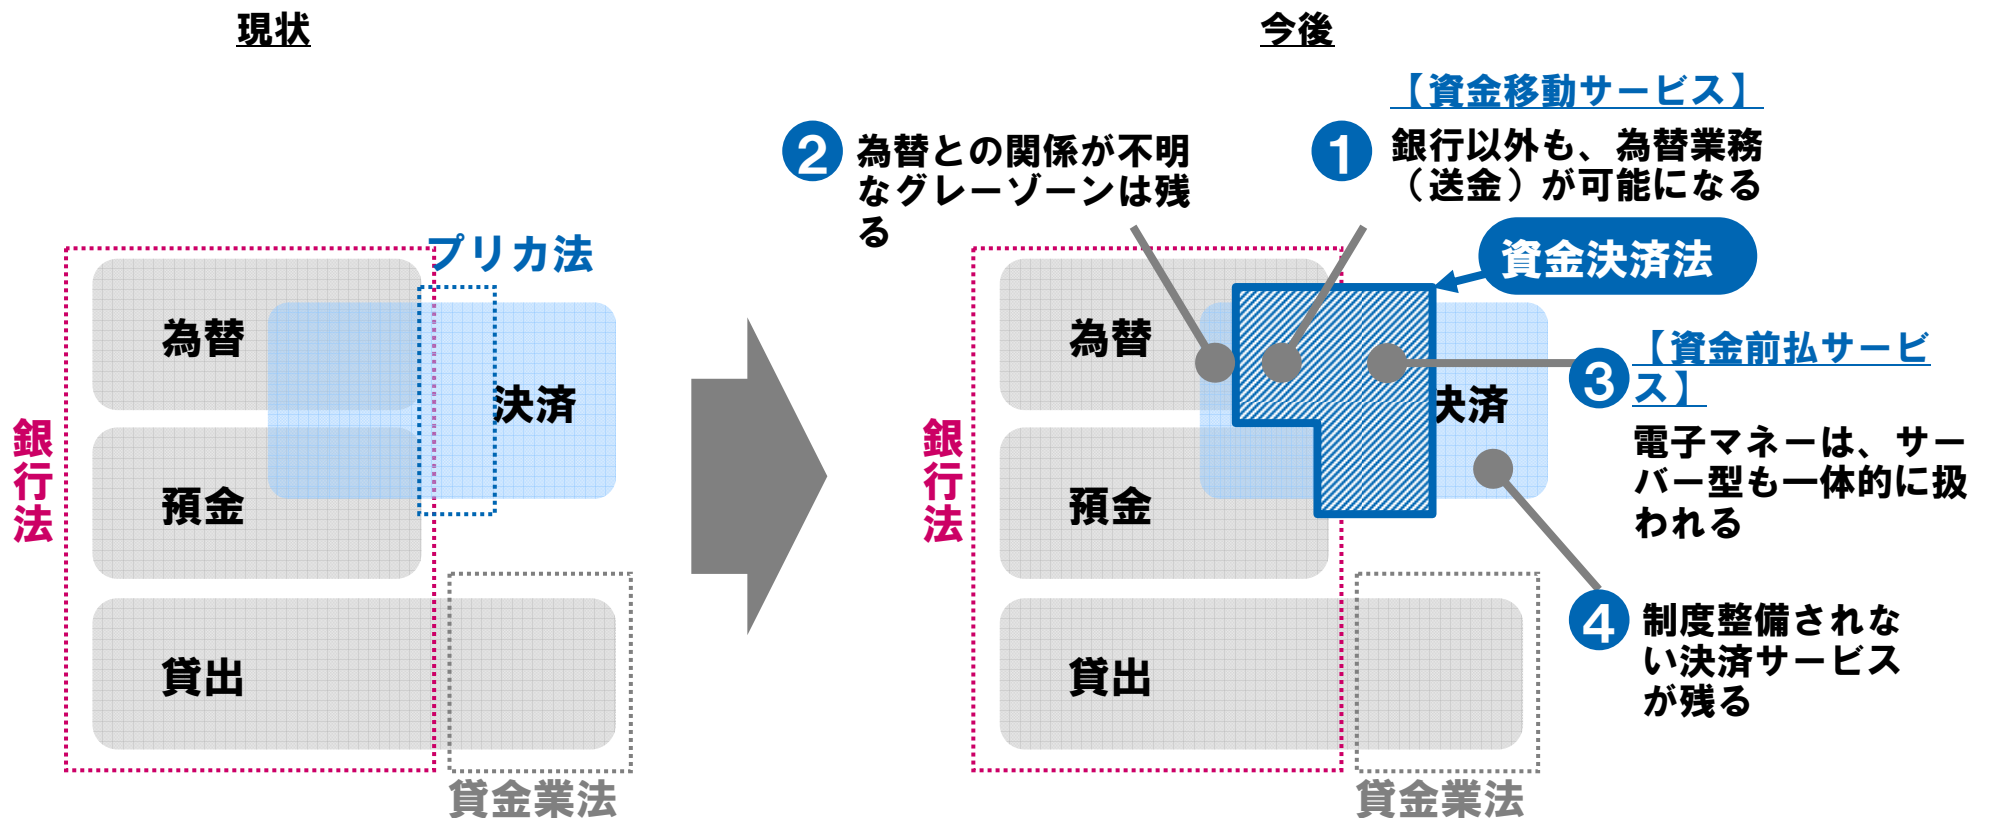 現状
プリカ法
為替
決済
預金
貸出
銀行法
貸金業法
今後
【資金移動サービス】
1
銀行以外も、為替業務
（送金）が可能になる
2
為替との関係が不明
なグレーゾーンは残
る
資金決済法
為替
決済
預金
貸出
銀行法
貸金業法
3
【資金前払サービ
ス】
電子マネーは、サー
バー型も一体的に扱
われる
4
制度整備されな
い決済サービス
が残る